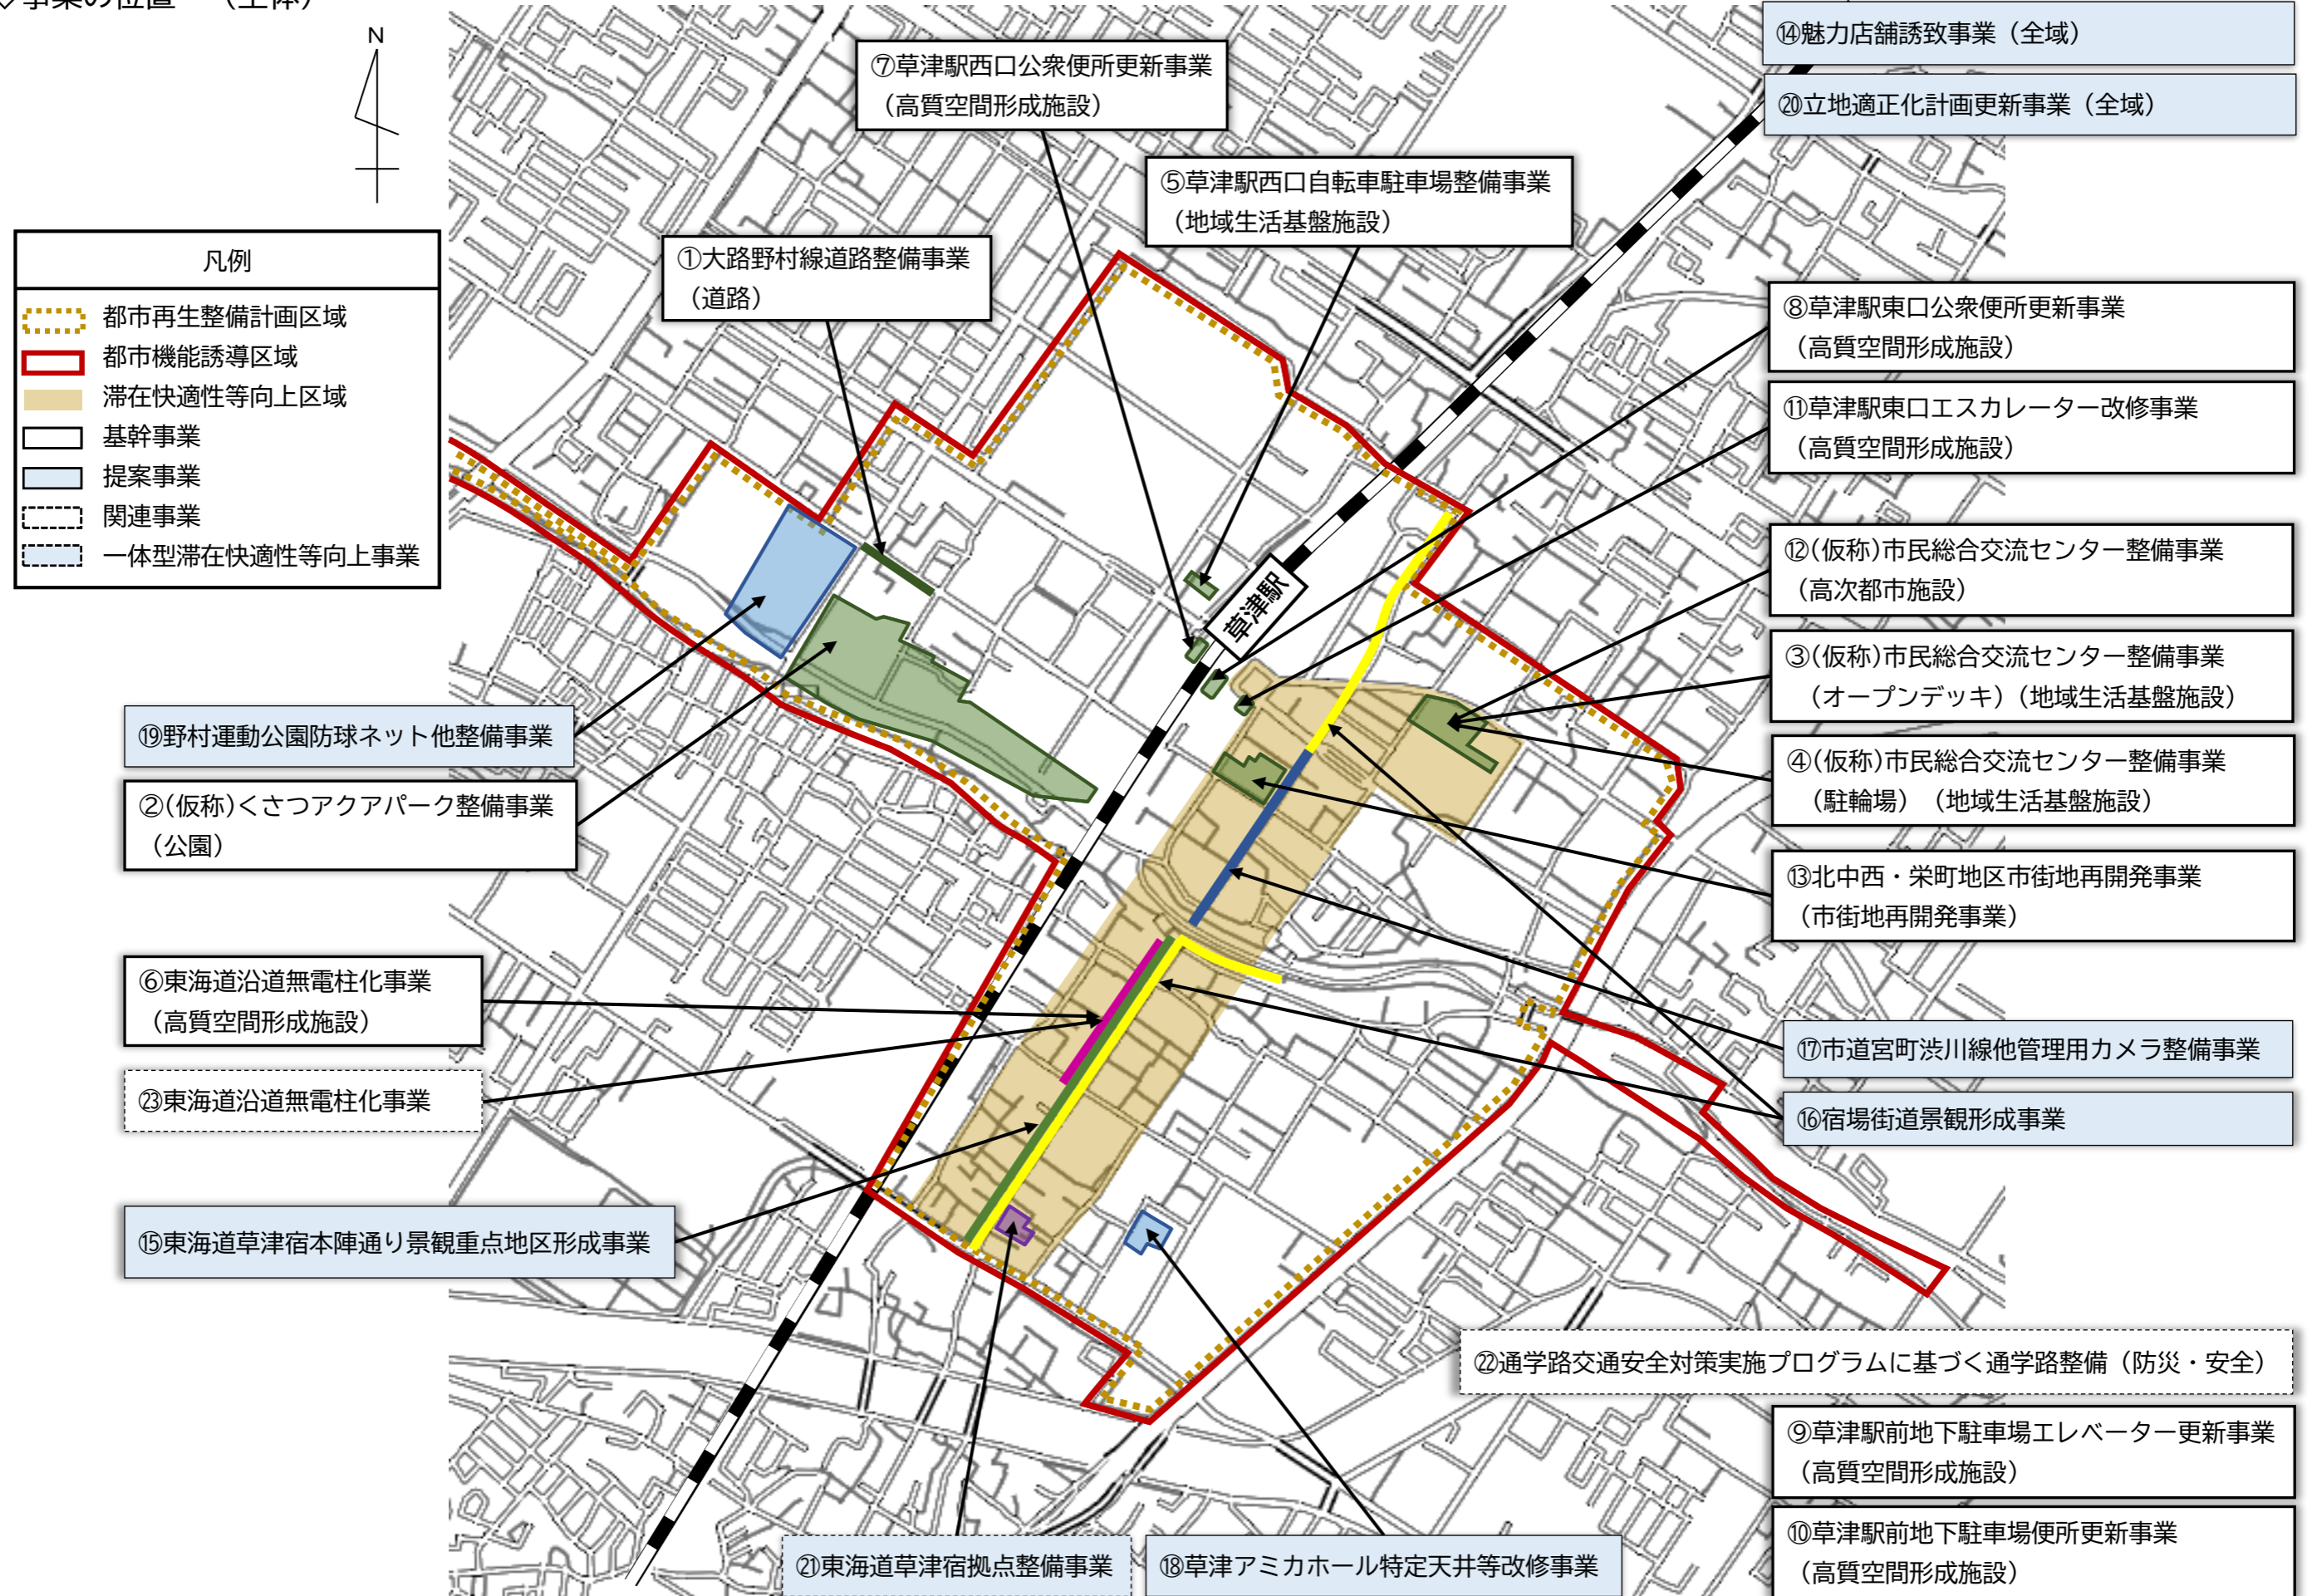 ◇事業の位置 （全体）
N
⑭魅力店舗誘致事業（全域）
⑳立地適正化計画更新事業（全域）
⑦草津駅西口公衆便所更新事業
（高質空間形成施設）
⑤草津駅西口自転車駐車場整備事業
（地域生活基盤施設）
①大路野村線道路整備事業
（道路）
凡例
都市再生整備計画区域
都市機能誘導区域
滞在快適性等向上区域
基幹事業
提案事業
関連事業
一体型滞在快適性等向上事業
⑧草津駅東口公衆便所更新事業
（高質空間形成施設）
⑪草津駅東口エスカレーター改修事業
（高質空間形成施設）
⑫(仮称)市民総合交流センター整備事業
（高次都市施設）
③(仮称)市民総合交流センター整備事業
（オープンデッキ）（地域生活基盤施設）
④(仮称)市民総合交流センター整備事業
（駐輪場）（地域生活基盤施設）
⑬北中西・栄町地区市街地再開発事業
（市街地再開発事業）
草津駅
⑲野村運動公園防球ネット他整備事業
②(仮称)くさつアクアパーク整備事業
（公園）
⑥東海道沿道無電柱化事業
（高質空間形成施設）
㉓東海道沿道無電柱化事業
⑮東海道草津宿本陣通り景観重点地区形成事業
⑰市道宮町渋川線他管理用カメラ整備事業
⑯宿場街道景観形成事業
㉒通学路交通安全対策実施プログラムに基づく通学路整備（防災・安全）
⑨草津駅前地下駐車場エレベーター更新事業
（高質空間形成施設）
⑩草津駅前地下駐車場便所更新事業
（高質空間形成施設）
㉑東海道草津宿拠点整備事業
⑱草津アミカホール特定天井等改修事業